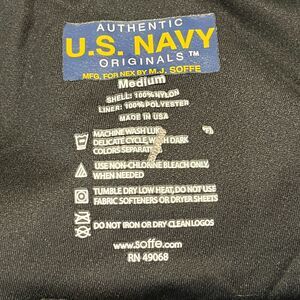 AUTHENTIC
U.S. NAVY
ORIGINALS™
MFG. FOR NEX BY M.J. SOFFE
Medium
SHELL: 100% NYLON
LINER: 100% POLYESTER
MADE IN USA
MACHINE WASH LUK
DELICATE CYCLE, WASH DARK
COLORS SEPARATELY
USE NON-CHLORINE BLEACH ONLY,
WHEN NEEDED
TUMBLE DRY LOW HEAT, DO NOT USE
FABRIC SOFTENERS OR DRYER SHEETS
DO NOT IRON OR DRY CLEAN LOGOS
www.soffe.com
RN 49068